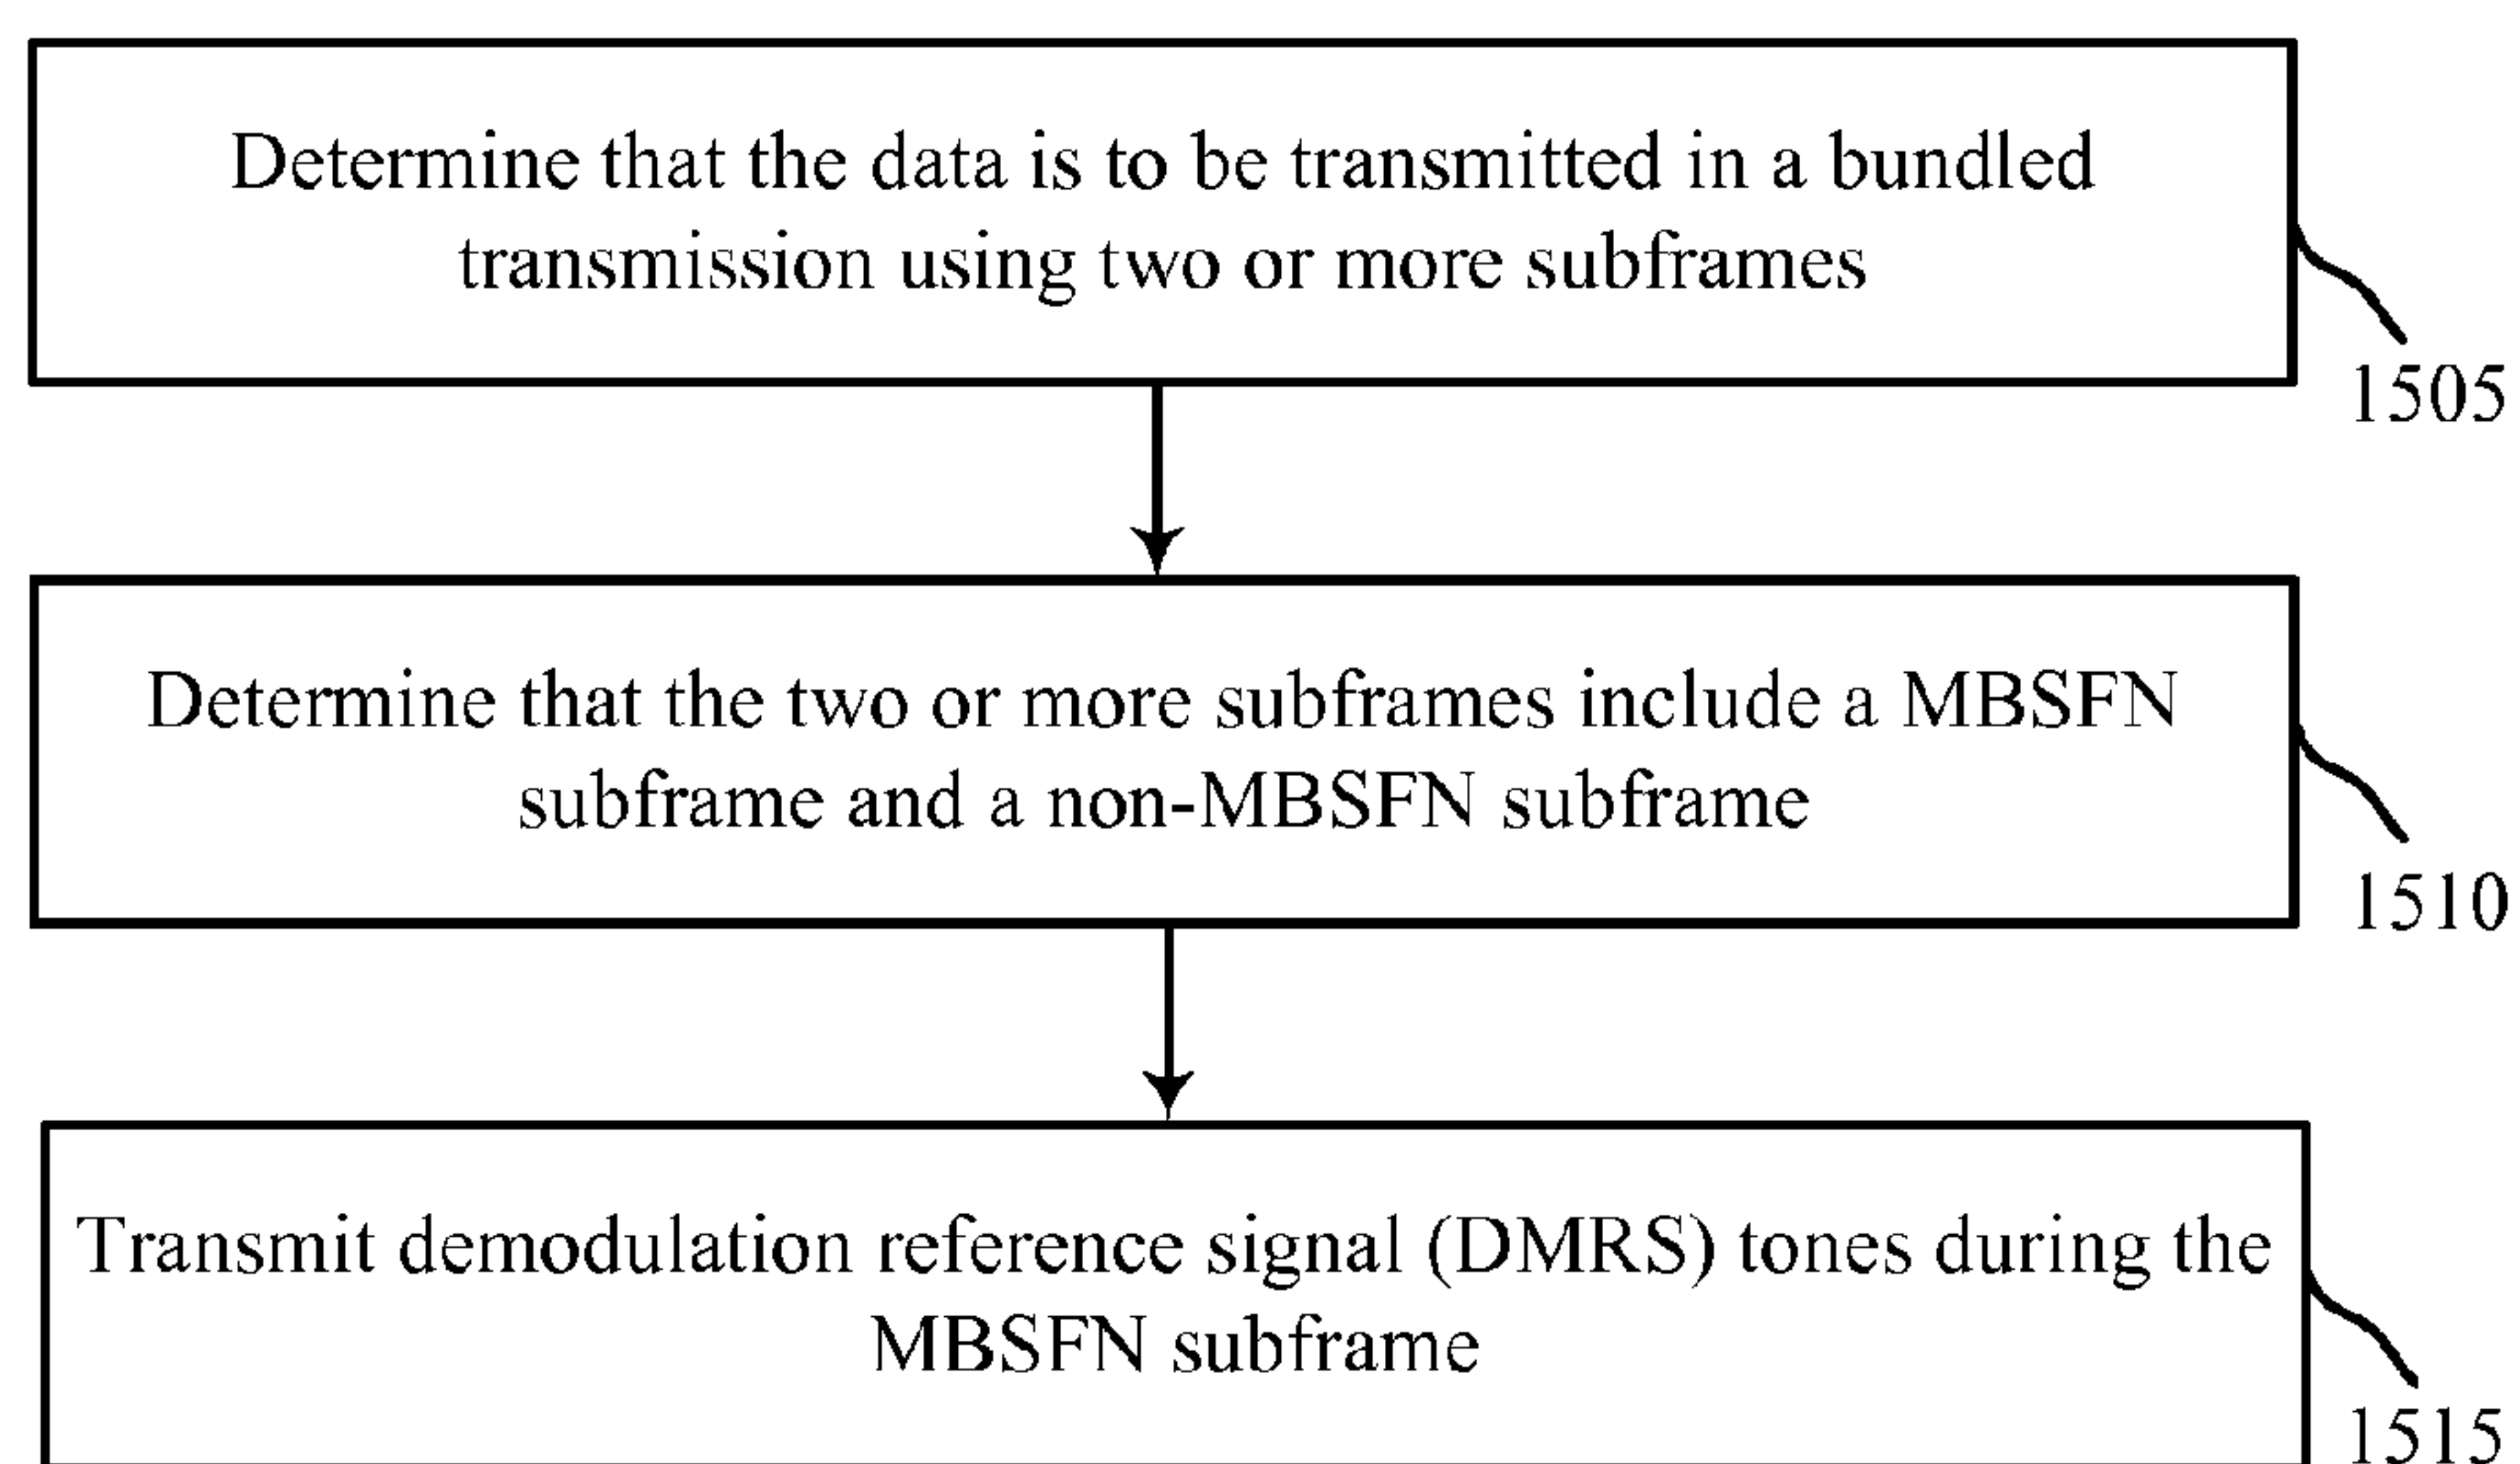 Determine that the data is to be transmitted in a bundled
transmission using two or more subframes
1505
Determine that the two or more subframes include a MBSFN
subframe and a non-MBSFN subframe
1510
Transmit demodulation reference signal (DMRS) tones during the
MBSFN subframe
1515